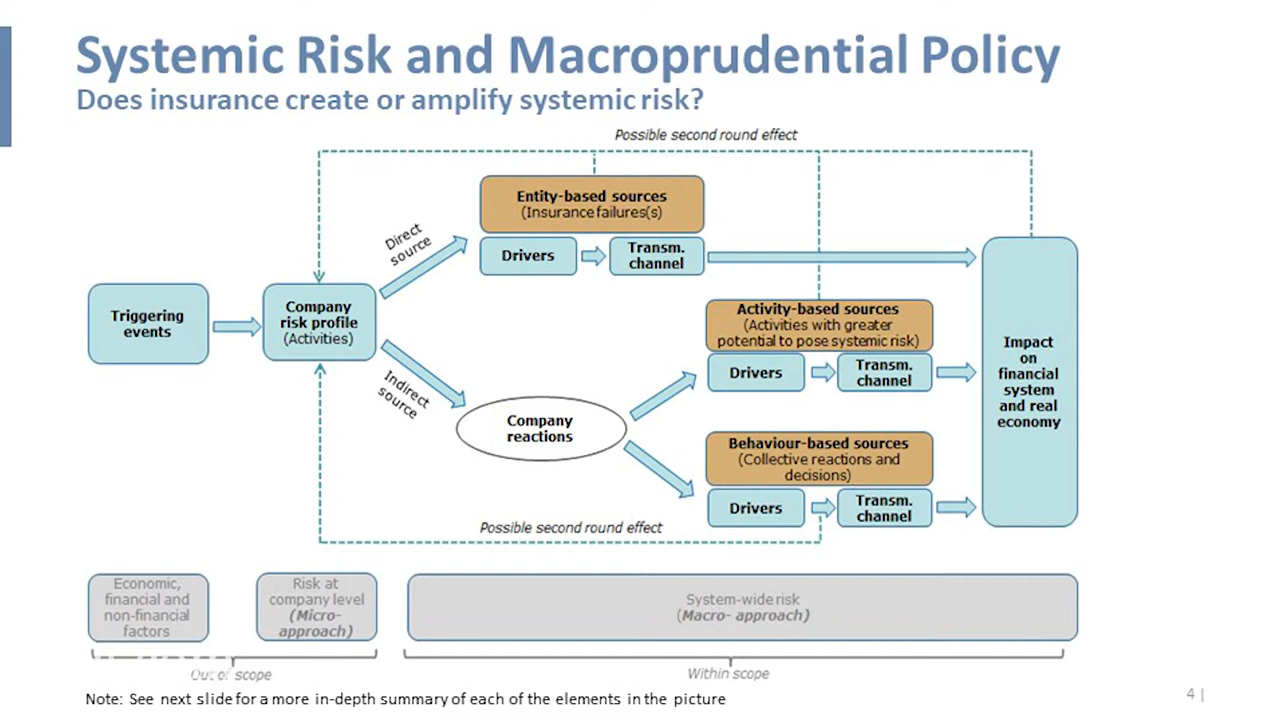 Systemic Risk and Macroprudential Policy
Does insurance create or amplify systemic risk?
Possible second round effect
Entity-based sources
(Insurance failures(s)
Direct
source
Drivers
Transm.
channel
Triggering
events
Company
risk profile
(Activities)
Activity-based sources
(Activities with greater
potential to pose systemic risk)
Drivers
Transm.
channel
Impact
on
financial
system
and real
economy
Indirect
source
Company
reactions
Behaviour-based sources
(Collective reactions and
decisions)
Drivers
Transm.
channel
Possible second round effect
Economic,
financial and
non-financial
factors
Risk at
company level
(Micro-
approach)
System-wide risk
(Macro- approach)
Out of scope
Within scope
Note: See next slide for a more in-depth summary of each of the elements in the picture
4 |